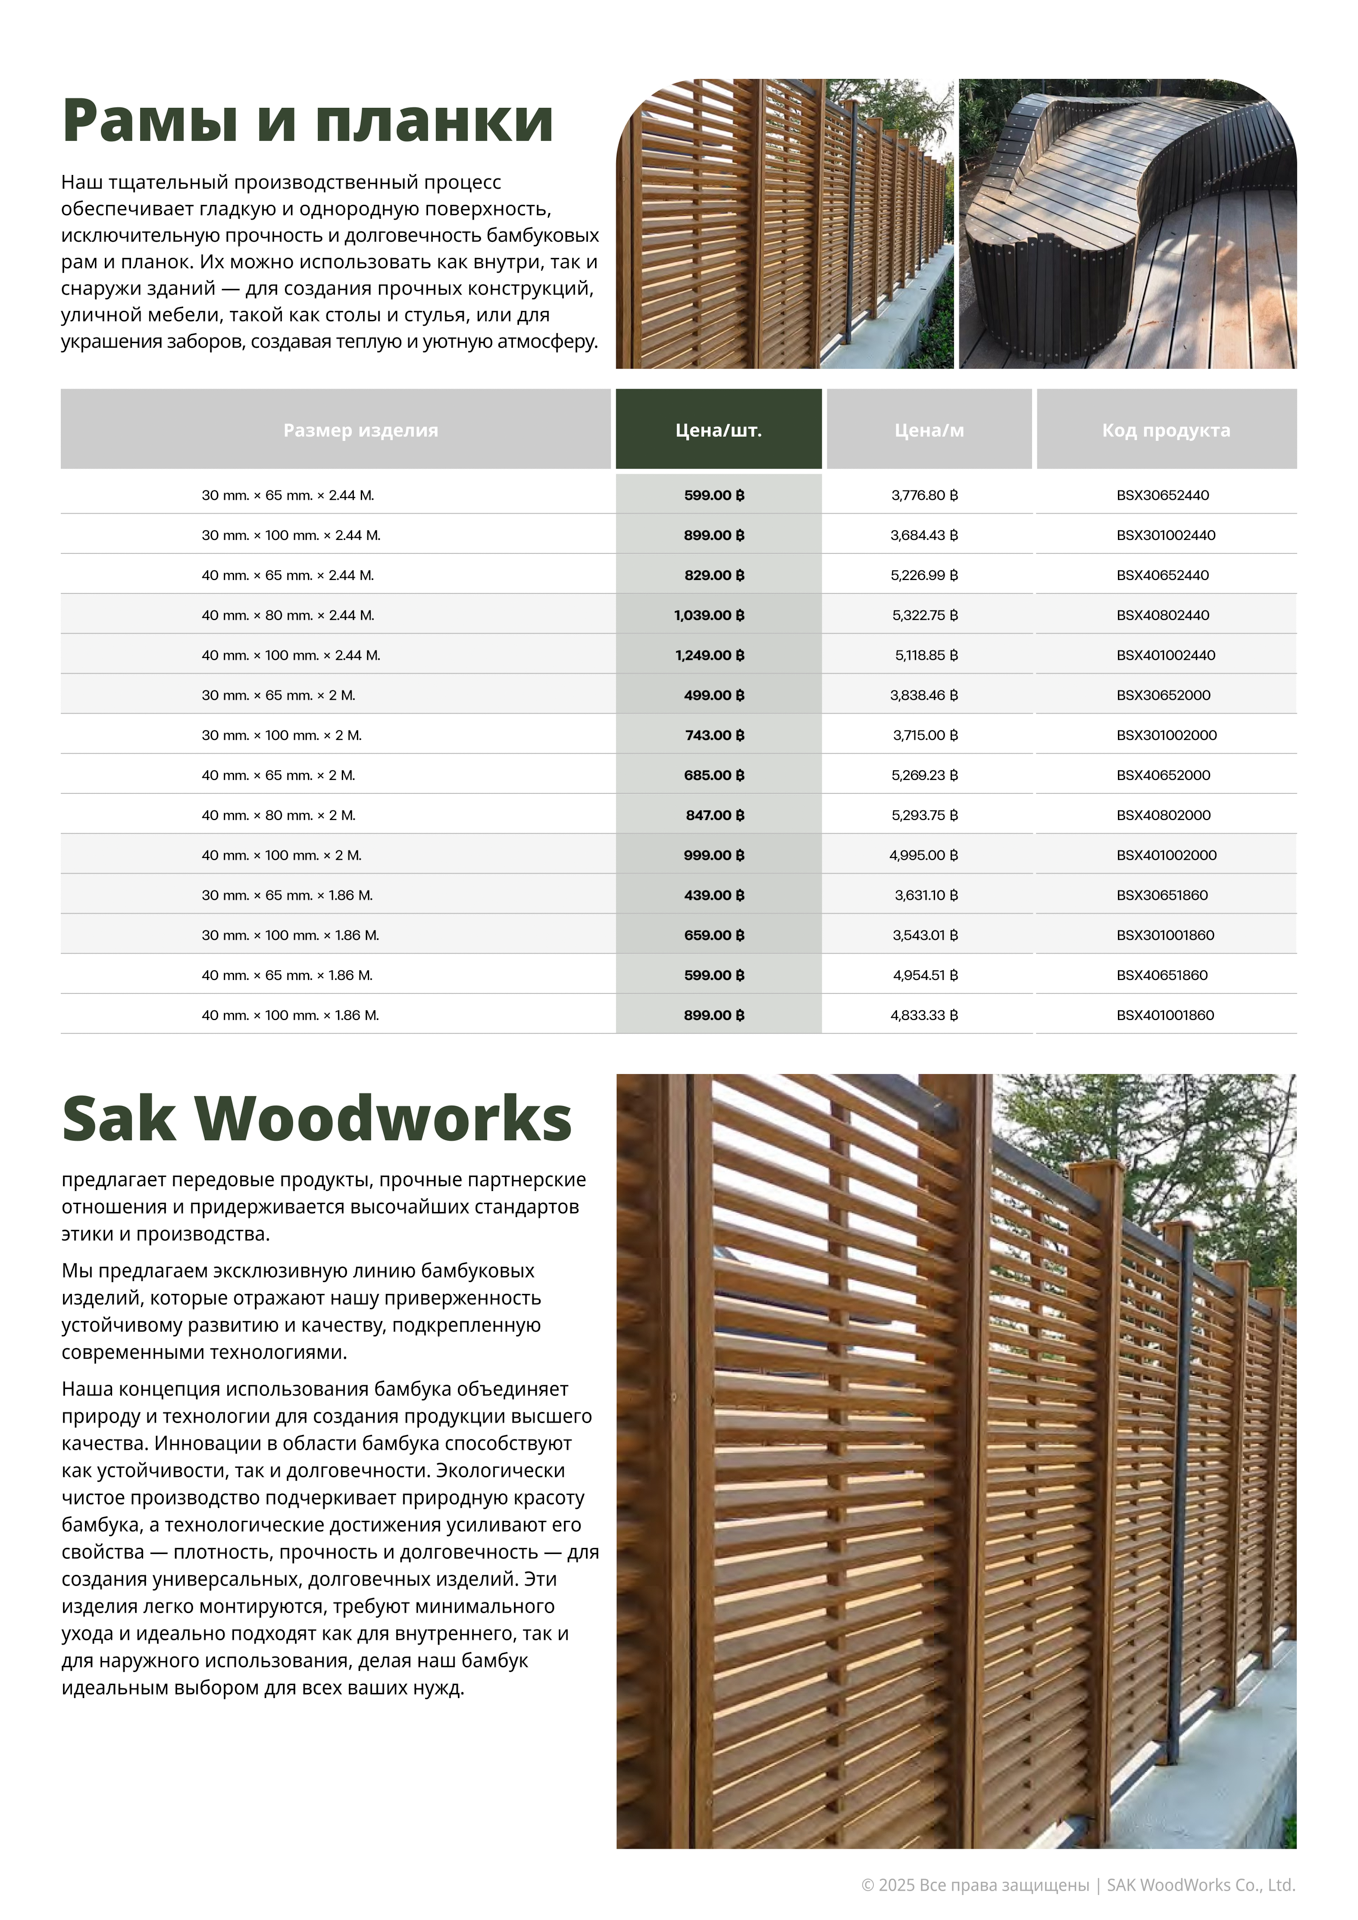 Рамы и планки
Наш тщательный производственный процесс
обеспечивает гладкую и однородную поверхность,
исключительную прочность и долговечность бамбуковых
рам и планок. Их можно использовать как внутри, так и
снаружи зданий — для создания прочных конструкций,
уличной мебели, такой как столы и стулья, или для
украшения заборов, создавая теплую и уютную атмосферу.
Размер изделия Цена/шт. Цена/м Код продукта
30 mm. × 65 mm. × 2.44 M. 599.00 ฿ 3,776.80 ฿ BSX30652440
30 mm. × 100 mm. × 2.44 M. 899.00 ฿ 3,684.43 ฿ BSX301002440
40 mm. × 65 mm. × 2.44 M. 829.00 ฿ 5,226.99 ฿ BSX40652440
40 mm. × 80 mm. × 2.44 M. 1,039.00 ฿ 5,322.75 ฿ BSX40802440
40 mm. × 100 mm. × 2.44 M. 1,249.00 ฿ 5,118.85 ฿ BSX401002440
30 mm. × 65 mm. × 2 M. 499.00 ฿ 3,838.46 ฿ BSX30652000
30 mm. × 100 mm. × 2 M. 743.00 ฿ 3,715.00 ฿ BSX301002000
40 mm. × 65 mm. × 2 M. 685.00 ฿ 5,269.23 ฿ BSX40652000
40 mm. × 80 mm. × 2 M. 847.00 ฿ 5,293.75 ฿ BSX40802000
40 mm. × 100 mm. × 2 M. 999.00 ฿ 4,995.00 ฿ BSX401002000
30 mm. × 65 mm. × 1.86 M. 439.00 ฿ 3,631.10 ฿ BSX30651860
30 mm. × 100 mm. × 1.86 M. 659.00 ฿ 3,543.01 ฿ BSX301001860
40 mm. × 65 mm. × 1.86 M. 599.00 ฿ 4,954.51 ฿ BSX40651860
40 mm. × 100 mm. × 1.86 M. 899.00 ฿ 4,833.33 ฿ BSX401001860
Sak Woodworks
предлагает передовые продукты, прочные партнерские
отношения и придерживается высочайших стандартов
этики и производства.
Мы предлагаем эксклюзивную линию бамбуковых
изделий, которые отражают нашу приверженность
устойчивому развитию и качеству, подкрепленную
современными технологиями.
Наша концепция использования бамбука объединяет
природу и технологии для создания продукции высшего
качества. Инновации в области бамбука способствуют
как устойчивости, так и долговечности. Экологически
чистое производство подчеркивает природную красоту
бамбука, а технологические достижения усиливают его
свойства — плотность, прочность и долговечность — для
создания универсальных, долговечных изделий. Эти
изделия легко монтируются, требуют минимального
ухода и идеально подходят как для внутреннего, так и
для наружного использования, делая наш бамбук
идеальным выбором для всех ваших нужд.
© 2025 Все права защищены | SAK WoodWorks Co., Ltd.